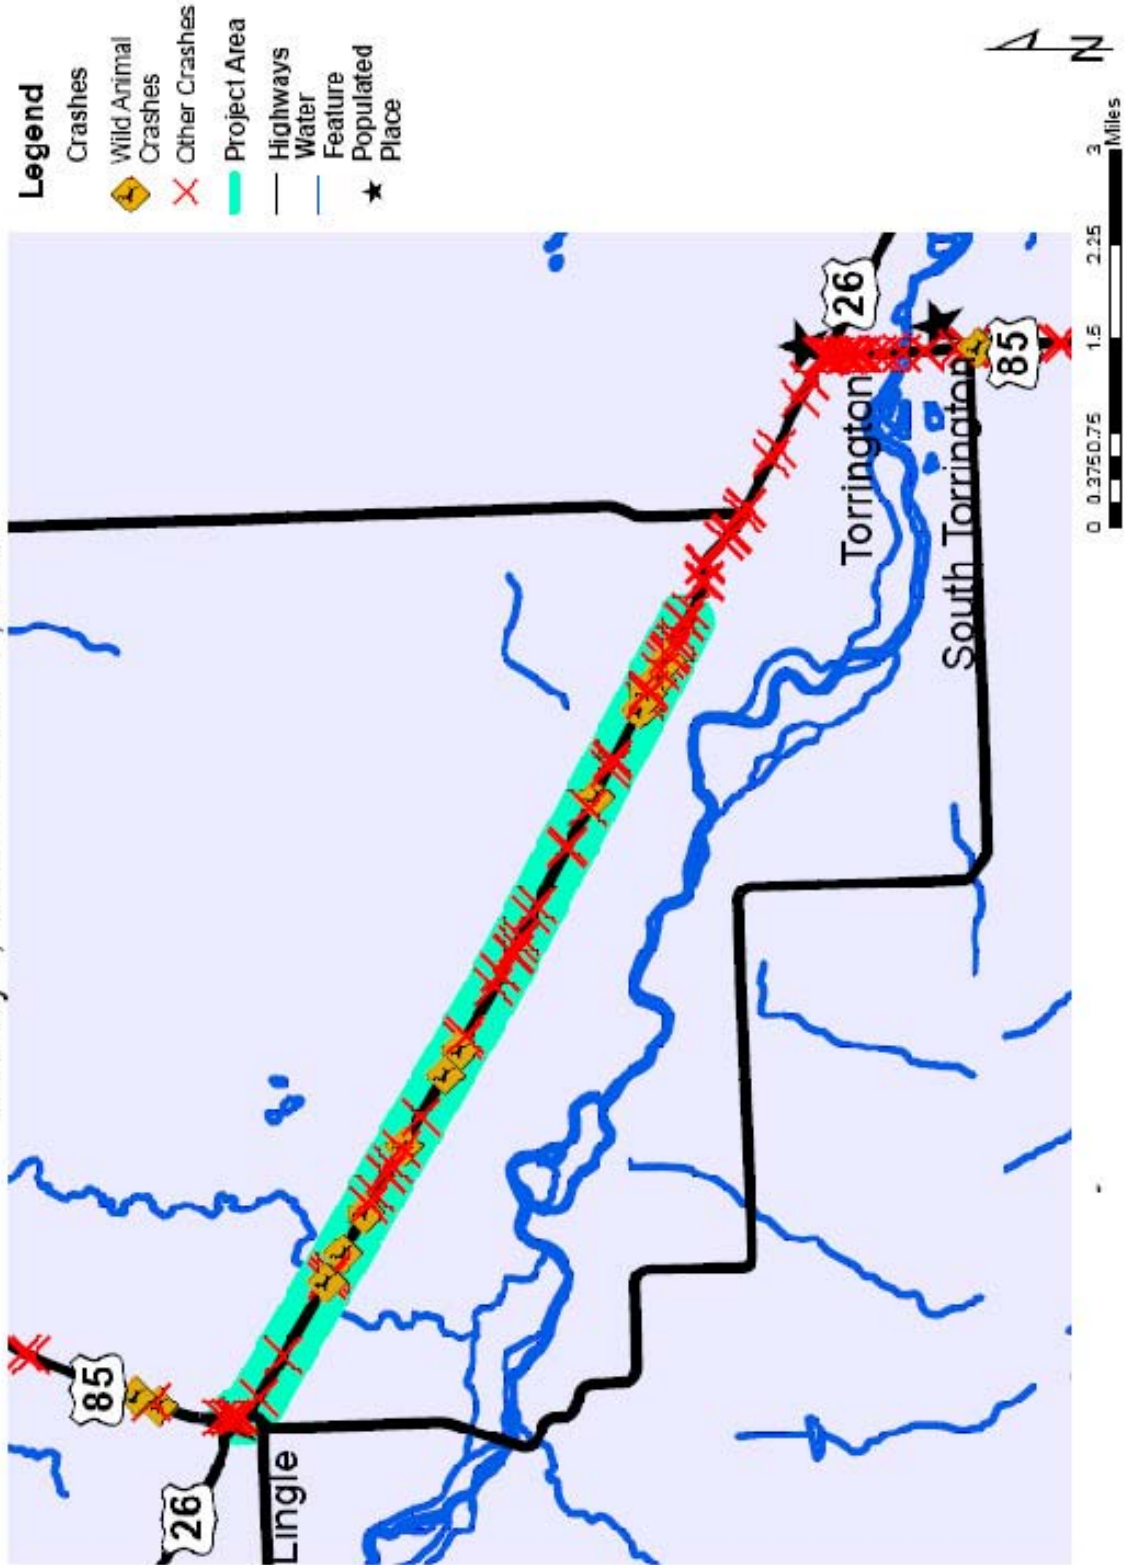 Legend
Crashes
Wild Animal
Crashes
Other Crashes
Project Area
Highways
Water
Feature
Populated
Place
85
26
Lingle
26
Torrington
South Torrington
85
0 0.375 0.75 1.5 2.25 3
Miles
N